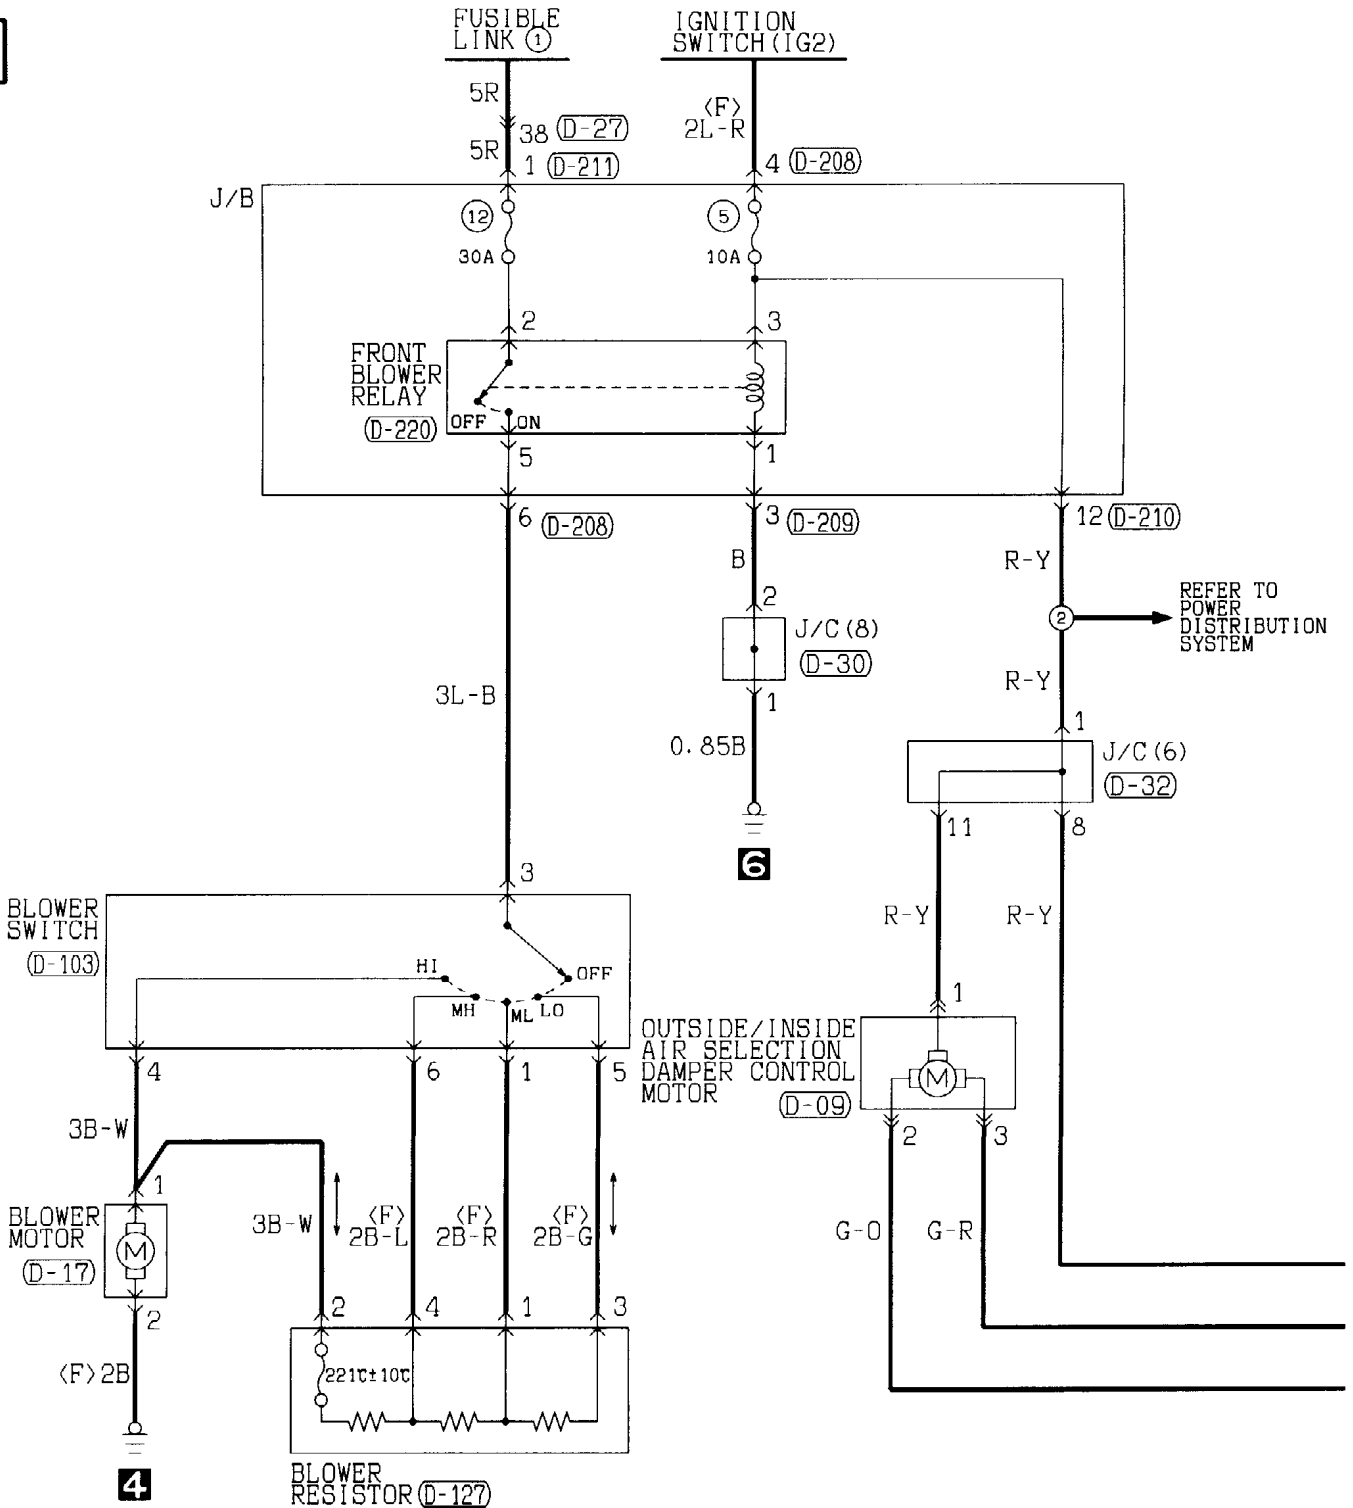 FUSIBLE
LINK ①
IGNITION
SWITCH(IG2)
5R
<F>
2L-R
38 (D-27)
5R
1 (D-211)
4 (D-208)
J/B
12
5
30A
10A
2
3
FRONT
BLOWER
RELAY
(D-220)
OFF
ON
5
1
6 (D-208)
3 (D-209)
12 (D-210)
B
R-Y
2
REFER TO
POWER
DISTRIBUTION
SYSTEM
2
J/C(8)
(D-30)
R-Y
3L-B
1
1
0.85B
J/C(6)
(D-32)
11
8
6
3
BLOWER
SWITCH
(D-103)
R-Y
R-Y
HI
OFF
MH
ML
LO
1
OUTSIDE/INSIDE
AIR SELECTION
DAMPER CONTROL
MOTOR
(D-09)
M
4
6
1
5
2
3
3B-W
1
BLOWER
MOTOR
(D-17)
M
3B-W
<F>
2B-L
<F>
2B-R
<F>
2B-G
G-O
G-R
2
2
4
1
3
<F>2B
221℃±10℃
4
BLOWER
RESISTOR (D-127)